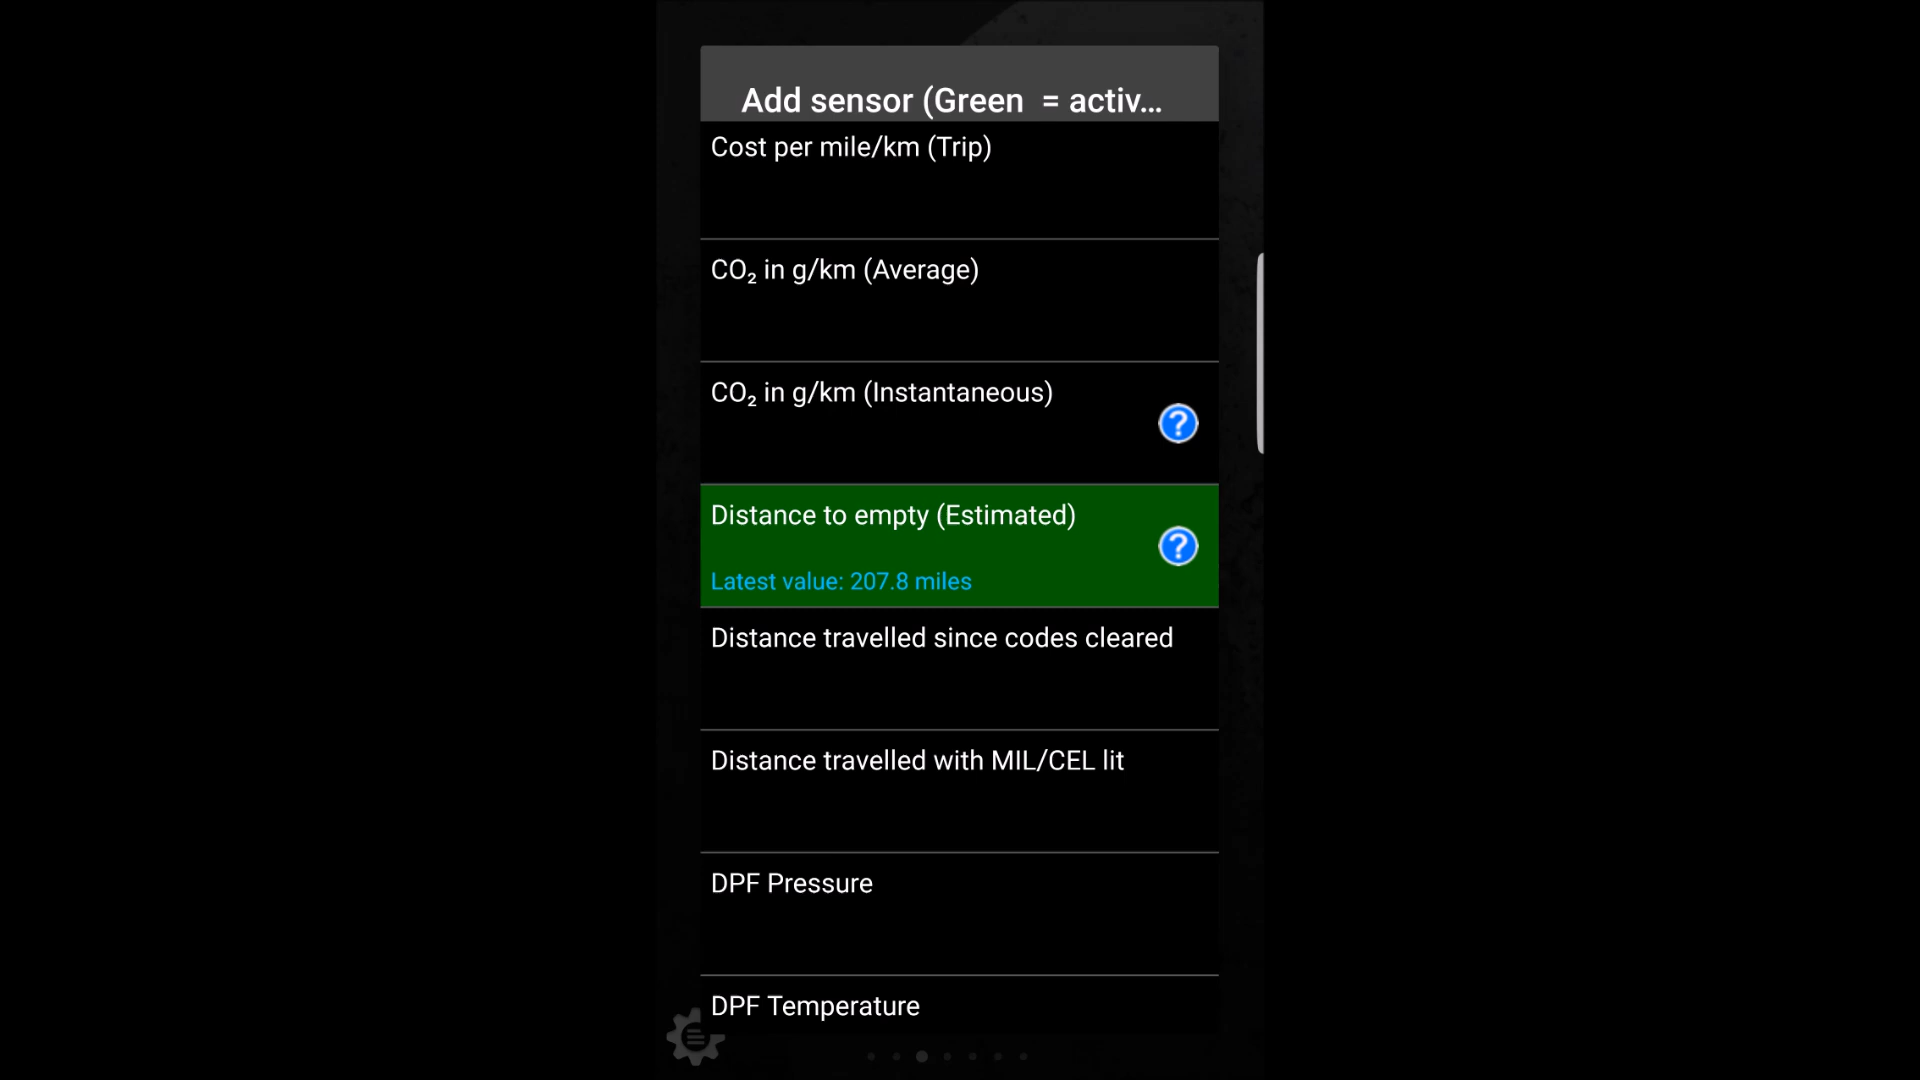 Add sensor (Green = activ...
Cost per mile/km (Trip)
CO₂ in g/km (Average)
CO₂ in g/km (Instantaneous)
?
Distance to empty (Estimated)
?
Latest value: 207.8 miles
Distance travelled since codes cleared
Distance travelled with MIL/CEL lit
DPF Pressure
DPF Temperature